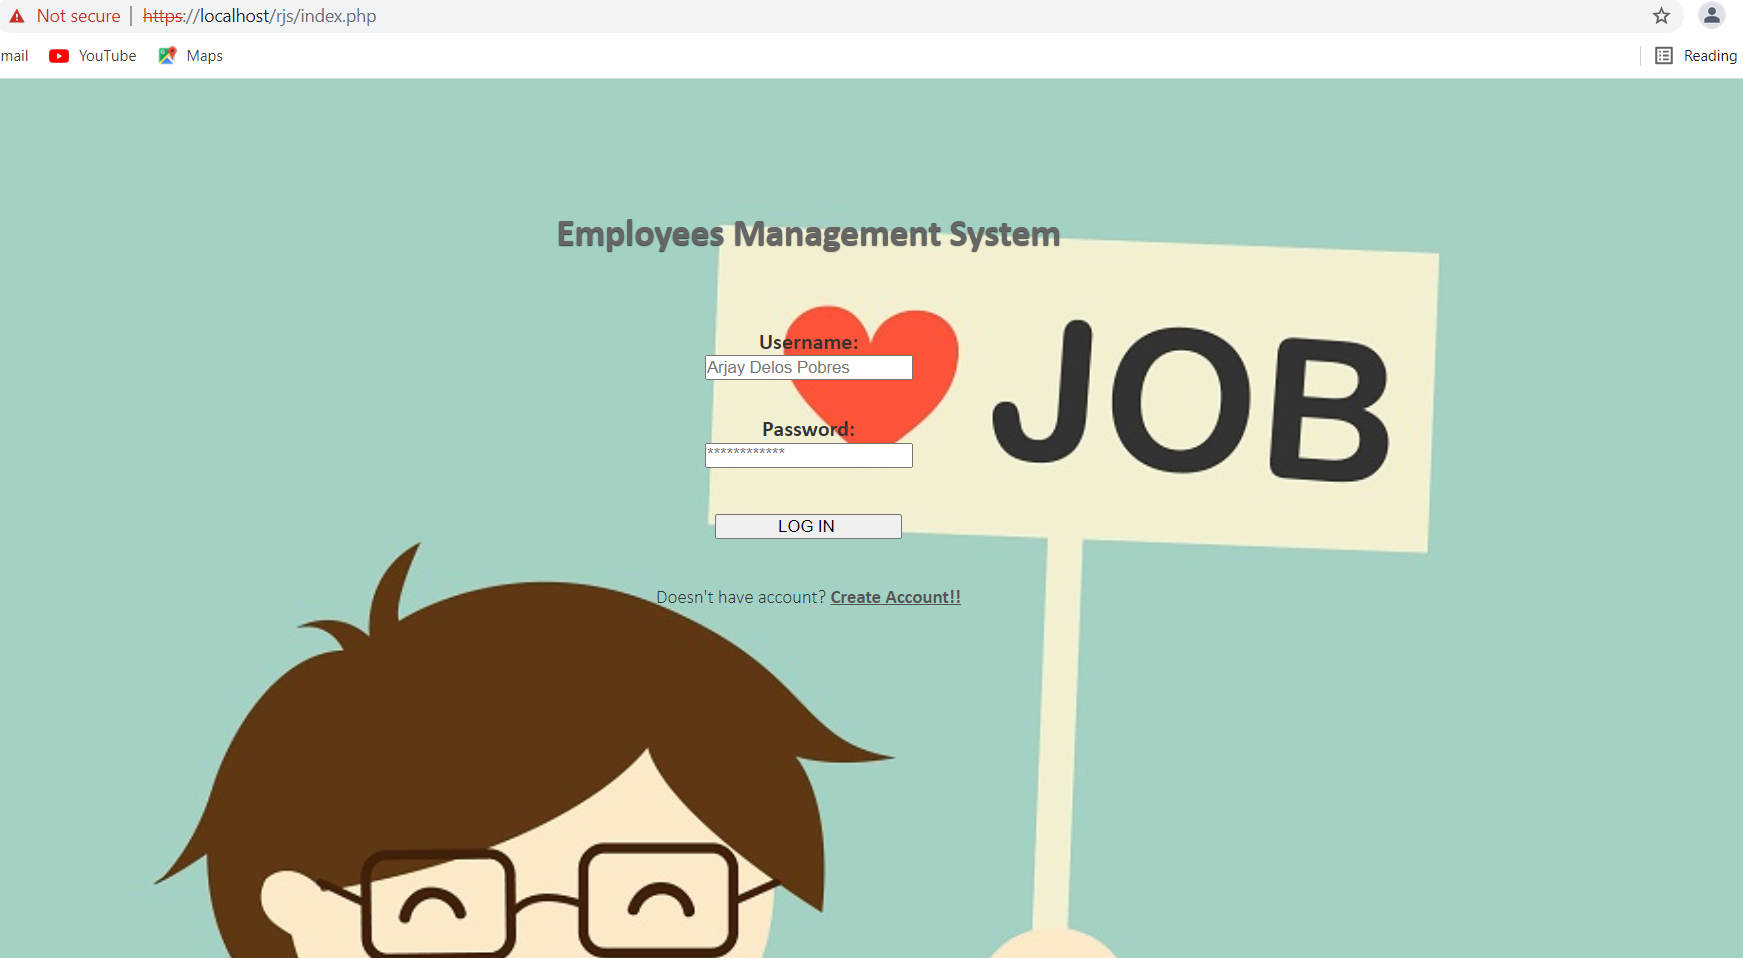 Not secure | https://localhost/rjs/index.php
mail YouTube Maps Reading
Employees Management System
JOB
Username:
Arjay Delos Pobres
Password:
************
LOG IN
Doesn't have account? Create Account!!